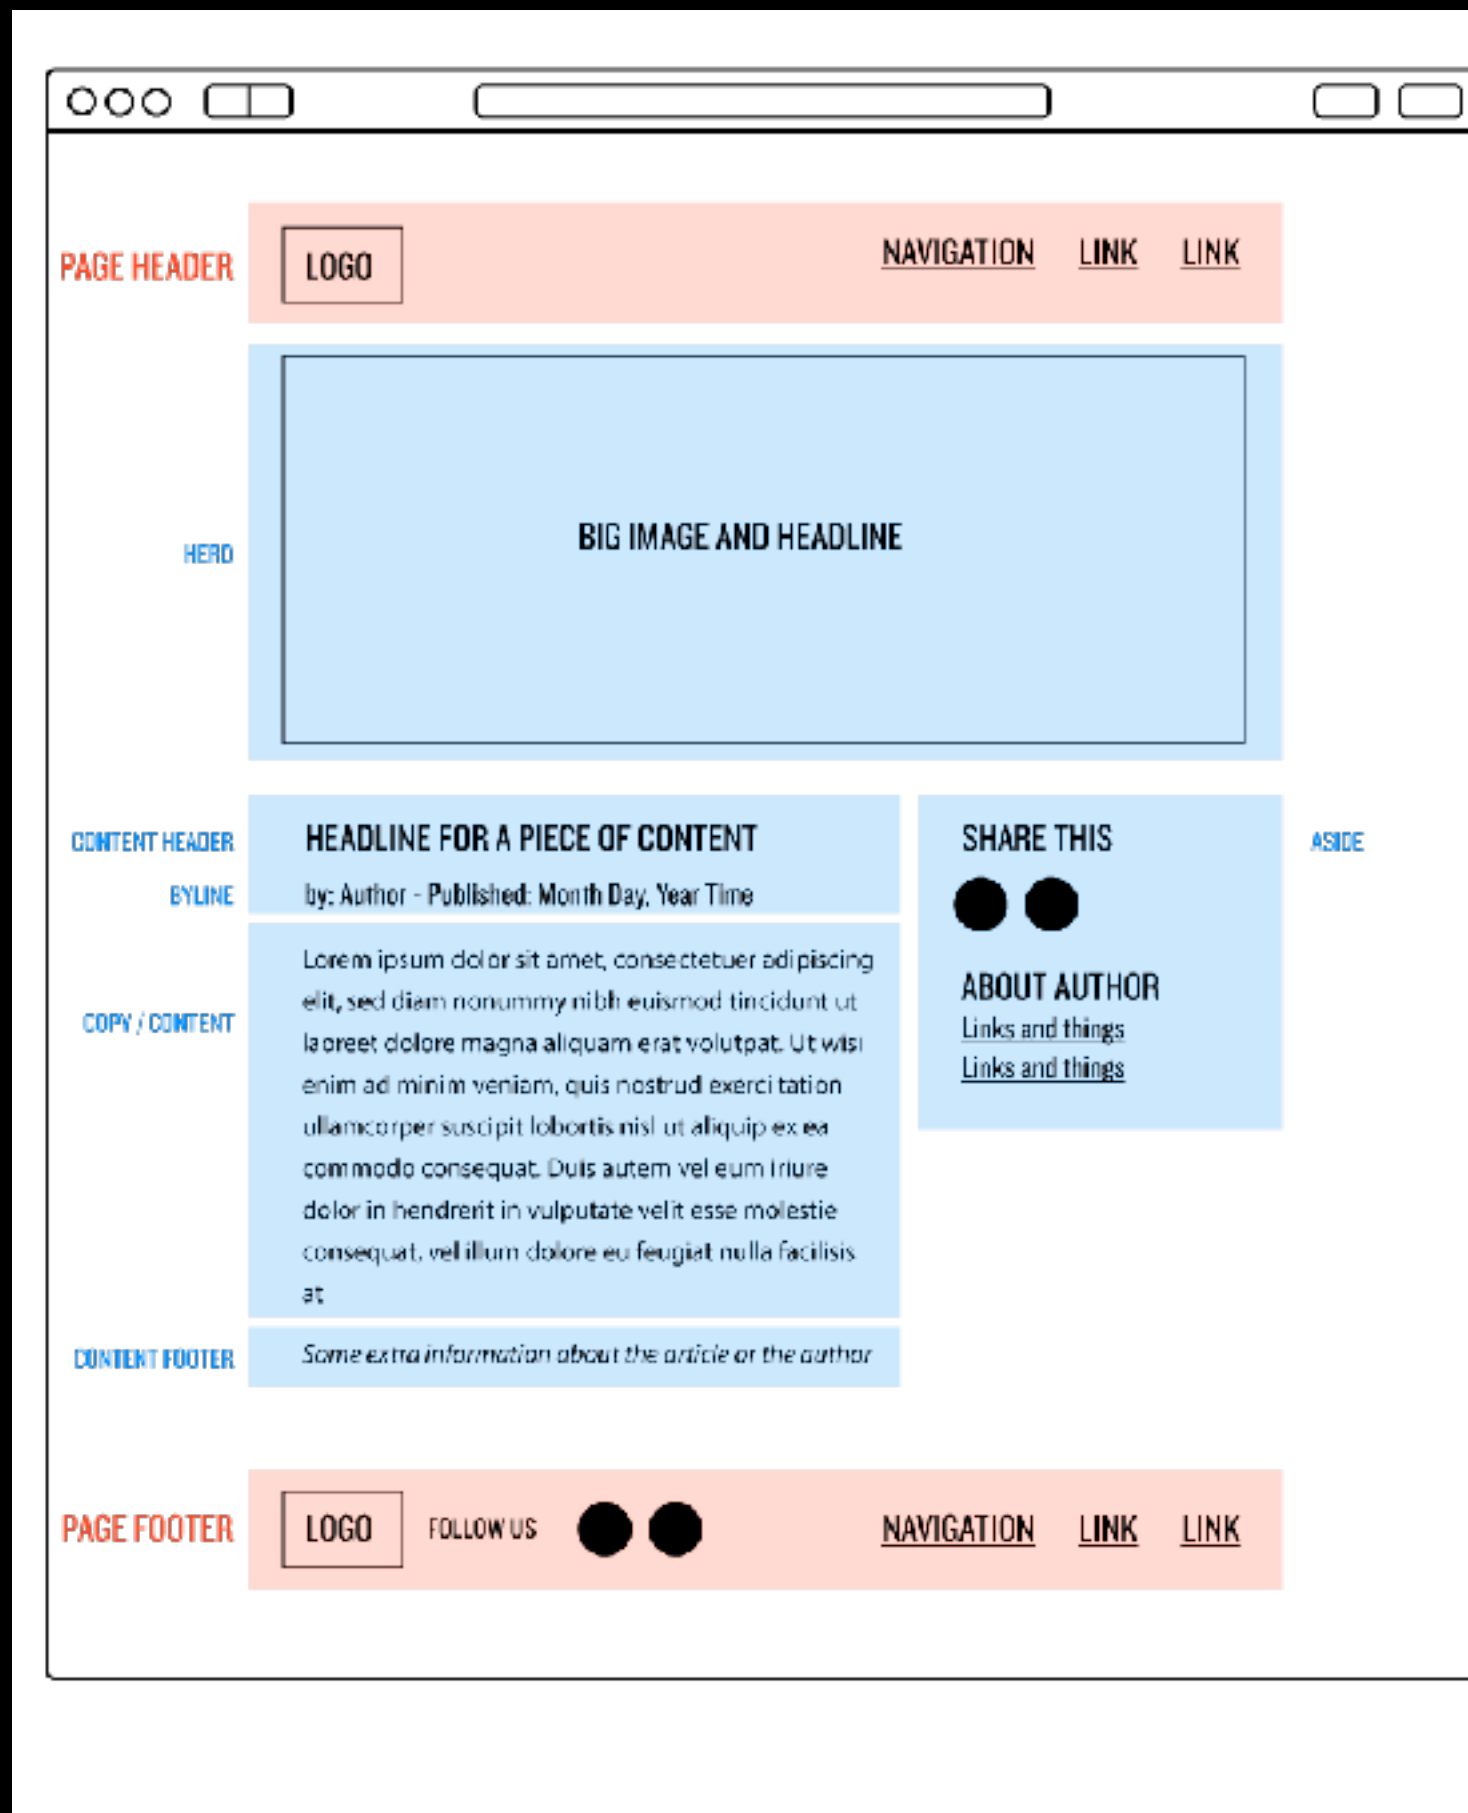 PAGE HEADER
LOGO
NAVIGATION LINK LINK
HERO
BIG IMAGE AND HEADLINE
CONTENT HEADER
HEADLINE FOR A PIECE OF CONTENT
BYLINE
by: Author - Published: Month Day, Year Time
COPY / CONTENT
Lorem ipsum dolor sit amet, consectetuer adipiscing
elit, sed diam nonummy nibh euismod tincidunt ut
laoreet dolore magna aliquam erat volutpat. Ut wisi
enim ad minim veniam, quis nostrud exerci tation
ullamcorper suscipit lobortis nisl ut aliquip ex ea
commodo consequat. Duis autem vel eum iriure
dolor in hendrerit in vulputate velit esse molestie
consequat, vel illum dolore eu feugiat nulla facilisis
at
CONTENT FOOTER
Some extra information about the article or the author
SHARE THIS
ASIDE
ABOUT AUTHOR
Links and things
Links and things
PAGE FOOTER
LOGO
FOLLOW US
NAVIGATION LINK LINK